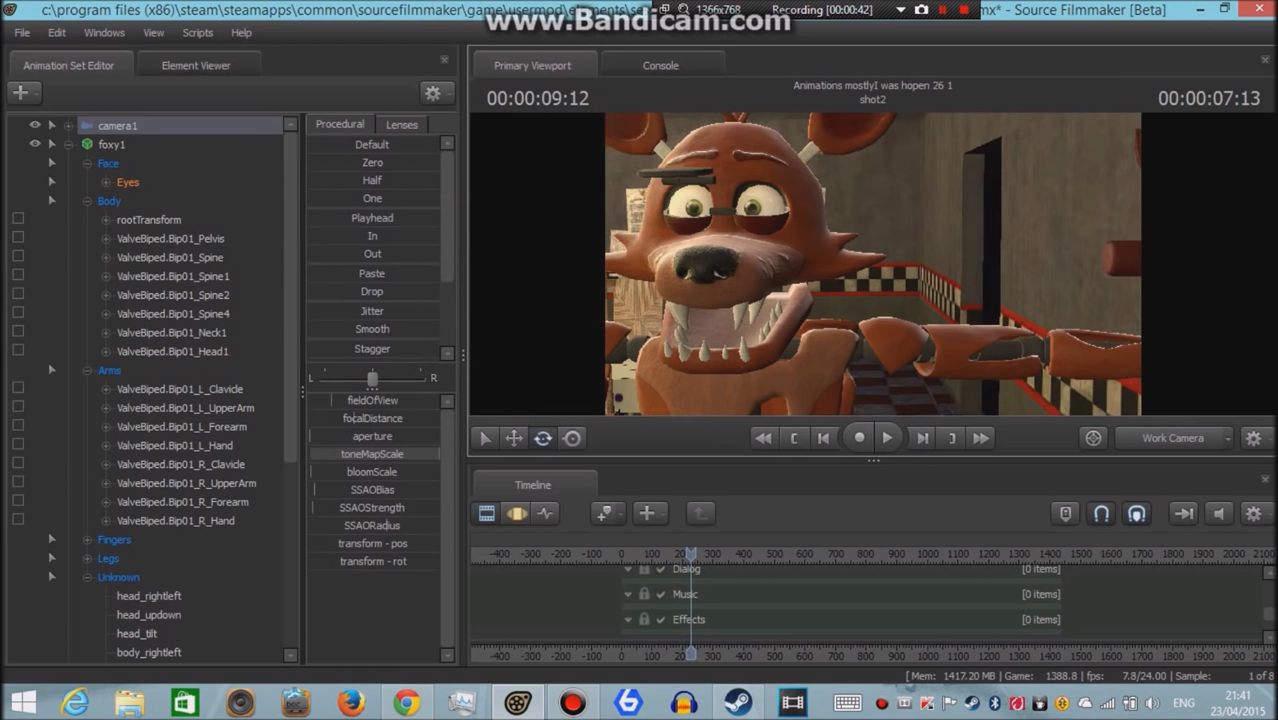 c:\program files (x86)\steam\steamapps\common\sourcefilmmaker\game\usermod\elements\se
www.Bandicam.com
1366x768
Recording [00:00:42]
mx* - Source Filmmaker [Beta]
File Edit Windows View Scripts Help
Animation Set Editor
Element Viewer
Primary Viewport
Console
00:00:09:12
Animations mostlyI was hopen 26 1
shot2
00:00:07:13
camera1
foxy1
Face
Eyes
Body
rootTransform
ValveBiped.Bip01_Pelvis
ValveBiped.Bip01_Spine
ValveBiped.Bip01_Spine1
ValveBiped.Bip01_Spine2
ValveBiped.Bip01_Spine4
ValveBiped.Bip01_Neck1
ValveBiped.Bip01_Head1
Arms
ValveBiped.Bip01_L_Clavicle
ValveBiped.Bip01_L_UpperArm
ValveBiped.Bip01_L_Forearm
ValveBiped.Bip01_L_Hand
ValveBiped.Bip01_R_Clavicle
ValveBiped.Bip01_R_UpperArm
ValveBiped.Bip01_R_Forearm
ValveBiped.Bip01_R_Hand
Fingers
Legs
Unknown
head_rightleft
head_updown
head_tilt
body_rightleft
Procedural
Lenses
Default
Zero
Half
One
Playhead
In
Out
Paste
Drop
Jitter
Smooth
Stagger
L R
fieldOfView
focalDistance
aperture
toneMapScale
bloomScale
SSAOBias
SSAOStrength
SSAORadius
transform - pos
transform - rot
Work Camera
Timeline
-400 -300 -200 -100 0 100 200 300 400 500 600 700 800 900 1000 1100 1200 1300 1400 1500 1600 1700 1800 1900 2000 2100
Dialog [0 items]
Music [0 items]
Effects [0 items]
-400 -300 -200 -100 0 100 200 300 400 500 600 700 800 900 1000 1100 1200 1300 1400 1500 1600 1700 1800 1900 2000 2100
[ Mem: 1417.20 MB ] [ Game: 1388.8 ] fps: 7.8/24.00 Sample: 1 of 8
ENG
21:41
23/04/2015